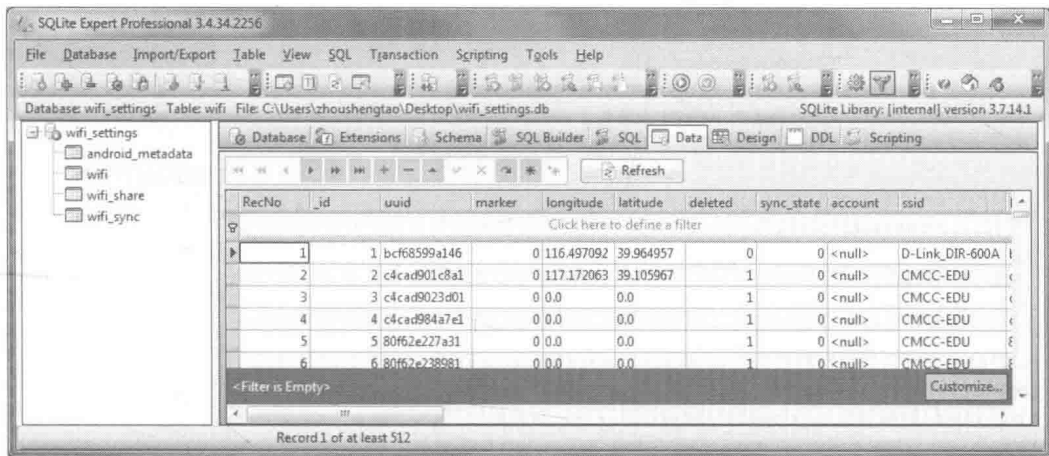 SQLite Expert Professional 3.4.34.2256
File Database Import/Export Table View SQL Transaction Scripting Tools Help
Database: wifi_settings Table: wifi File: C:\Users\zhoushengtao\Desktop\wifi_settings.db SQLite Library: [internal] version 3.7.14.1
wifi_settings
android_metadata
wifi
wifi_share
wifi_sync
Database Extensions Schema SQL Builder SQL Data Design DDL Scripting
Refresh
RecNo _id uuid marker longitude latitude deleted sync_state account ssid
Click here to define a filter
1 1 bcf68599a146 0 116.497092 39.964957 0 0 <null> D-Link_DIR-600A
2 2 c4cad901c8a1 0 117.172063 39.105967 1 0 <null> CMCC-EDU
3 3 c4cad9023d01 0 0.0 0.0 1 0 <null> CMCC-EDU
4 4 c4cad984a7e1 0 0.0 0.0 1 0 <null> CMCC-EDU
5 5 80f62e227a31 0 0.0 0.0 1 0 <null> CMCC-EDU
6 6 80f62e238981 0 0.0 0.0 1 0 <null> CMCC-EDU
<Filter is Empty> Customize...
Record 1 of at least 512